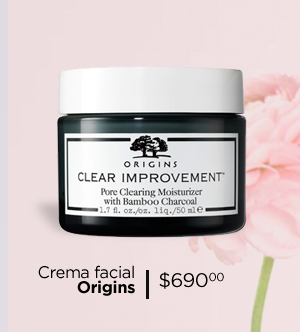 ORIGINS
CLEAR IMPROVEMENT™
Pore Clearing Moisturizer
with Bamboo Charcoal
1.7 fl. oz./oz. liq./50 ml ℮
Crema facial
Origins
$690⁰⁰